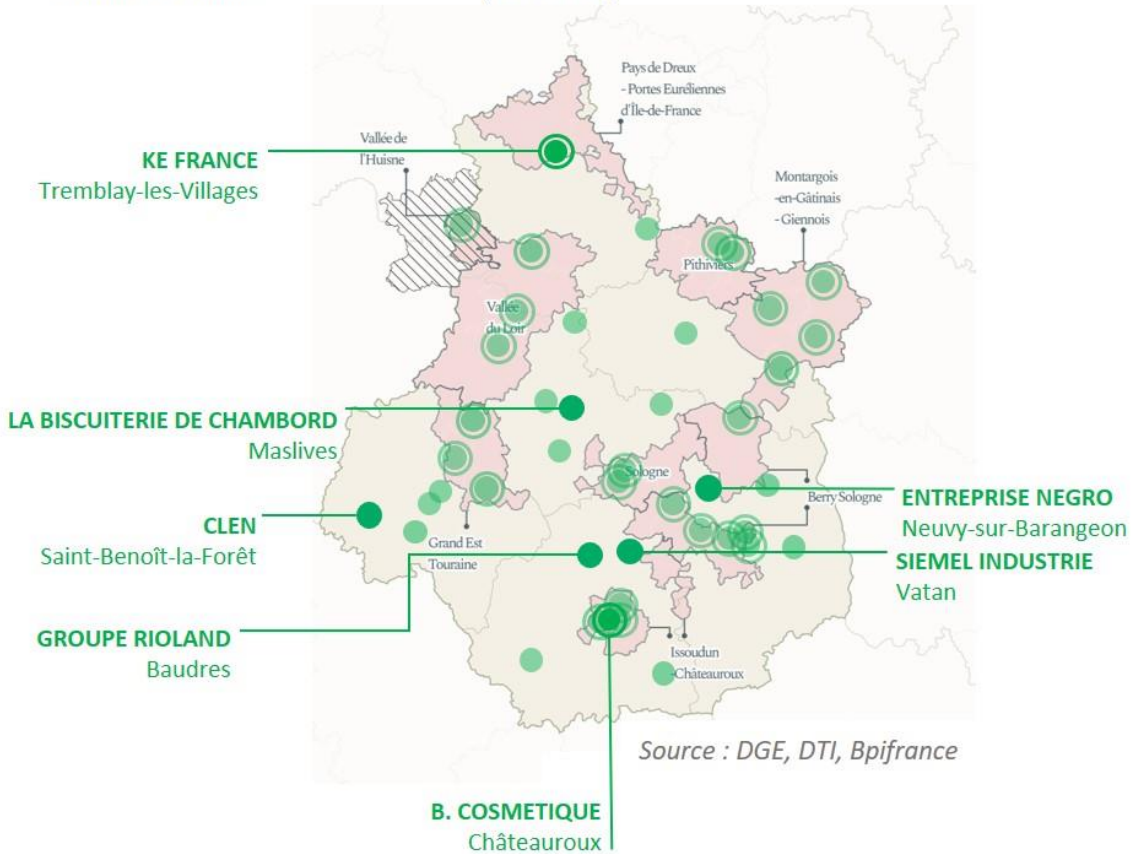 Pays de Dreux
- Portes Euréliennes
d'Île-de-France
Vallée de
l'Huisne
KE FRANCE
Tremblay-les-Villages
Montargois
-en-Gâtinais
- Giennois
Pithiviers
Vallée
du Loir
LA BISCUITERIE DE CHAMBORD
Maslives
Sologne
Berry Sologne
ENTREPRISE NEGRO
Neuvy-sur-Barangeon
CLEN
Saint-Benoît-la-Forêt
Grand Est
Touraine
SIEMEL INDUSTRIE
Vatan
GROUPE RIOLAND
Baudres
Issoudun
-Châteauroux
Source : DGE, DTI, Bpifrance
B. COSMETIQUE
Châteauroux